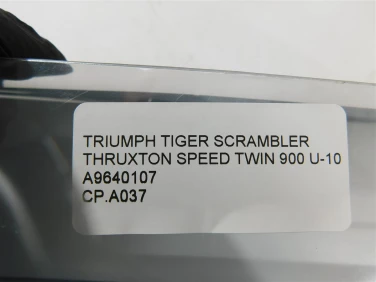 TRIUMPH TIGER SCRAMBLER
THRUXTON SPEED TWIN 900 U-10
A9640107
CP.A037